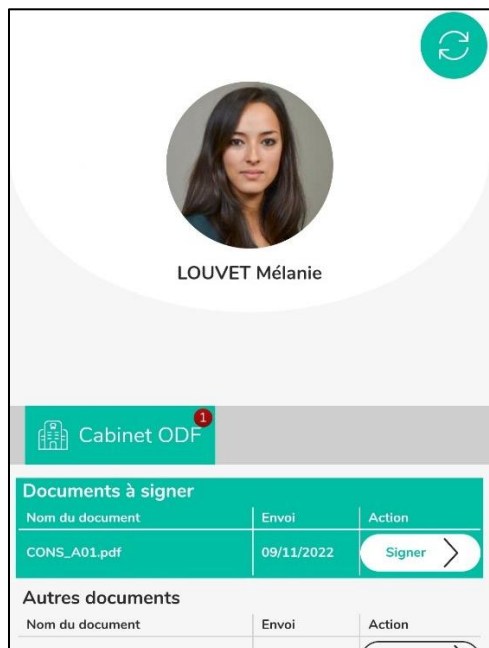 LOUVET Mélanie
1
Cabinet ODF
Documents à signer
Nom du document Envoi Action
CONS_A01.pdf 09/11/2022 Signer
Autres documents
Nom du document Envoi Action